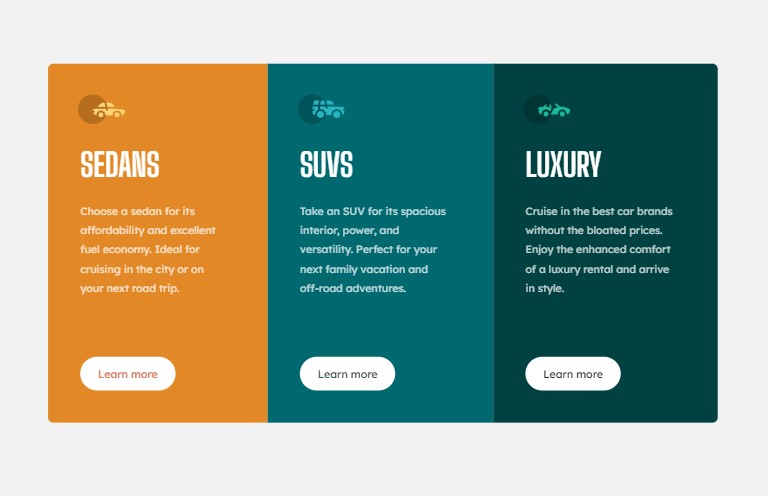 SEDANS
Choose a sedan for its
affordability and excellent
fuel economy. Ideal for
cruising in the city or on
your next road trip.
Learn more
SUVS
Take an SUV for its spacious
interior, power, and
versatility. Perfect for your
next family vacation and
off-road adventures.
Learn more
LUXURY
Cruise in the best car brands
without the bloated prices.
Enjoy the enhanced comfort
of a luxury rental and arrive
in style.
Learn more